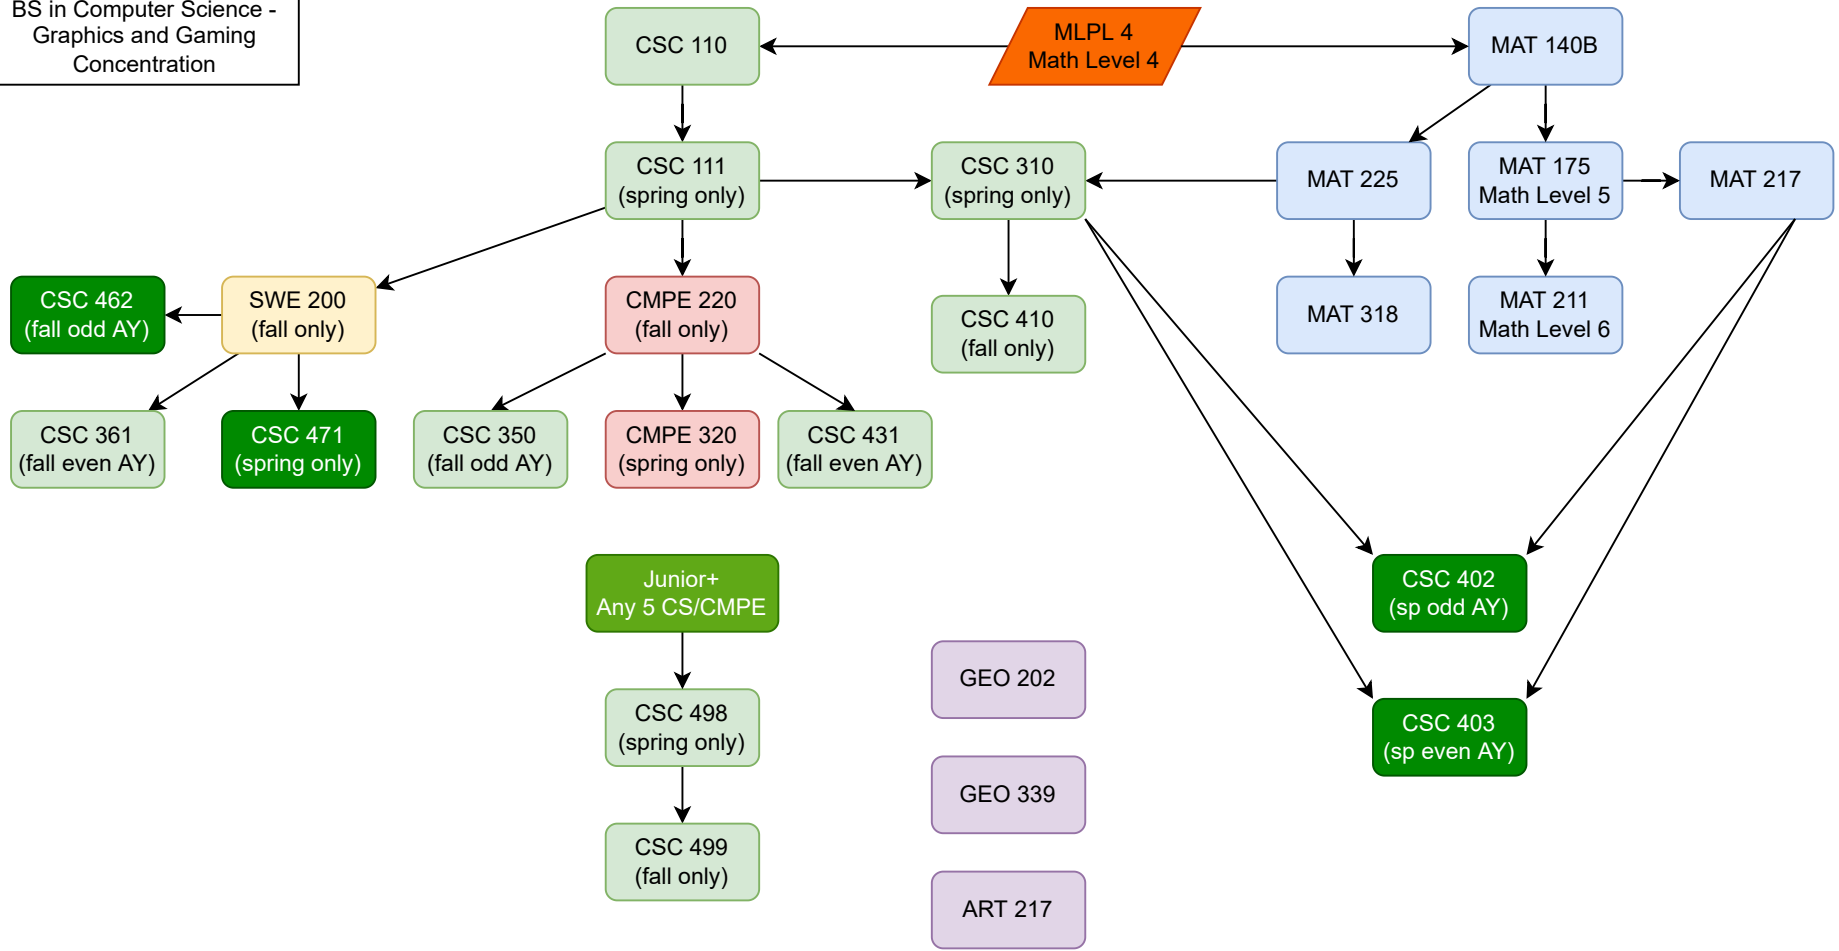 BS in Computer Science -
Graphics and Gaming
Concentration
CSC 110
MLPL 4
Math Level 4
MAT 140B
CSC 111
(spring only)
CSC 310
(spring only)
MAT 225
MAT 175
Math Level 5
MAT 217
CSC 462
(fall odd AY)
SWE 200
(fall only)
CMPE 220
(fall only)
CSC 410
(fall only)
MAT 318
MAT 211
Math Level 6
CSC 361
(fall even AY)
CSC 471
(spring only)
CSC 350
(fall odd AY)
CMPE 320
(spring only)
CSC 431
(fall even AY)
Junior+
Any 5 CS/CMPE
CSC 402
(sp odd AY)
GEO 202
CSC 498
(spring only)
CSC 403
(sp even AY)
GEO 339
CSC 499
(fall only)
ART 217